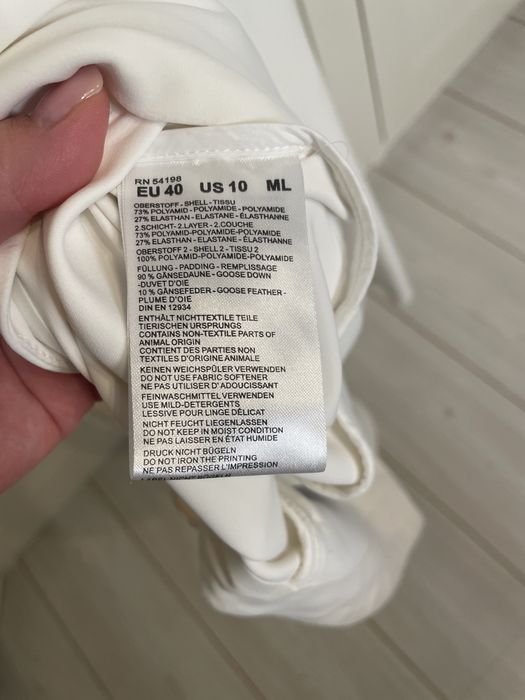 RN 54198
EU 40 US 10 ML
OBERSTOFF - SHELL - TISSU
73% POLYAMID-POLYAMIDE-POLYAMIDE
27% ELASTHAN - ELASTANE - ÉLASTHANNE
2.SCHICHT - 2.LAYER - 2.COUCHE
73% POLYAMID-POLYAMIDE-POLYAMIDE
27% ELASTHAN - ELASTANE - ÉLASTHANNE
OBERSTOFF 2 - SHELL 2 - TISSU 2
100% POLYAMID-POLYAMIDE-POLYAMIDE
FÜLLUNG - PADDING - REMPLISSAGE
90 % GÄNSEDAUNE - GOOSE DOWN
-DUVET D'OIE
10 % GÄNSEFEDER - GOOSE FEATHER -
PLUME D'OIE
DIN EN 12934
ENTHÄLT NICHTTEXTILE TEILE
TIERISCHEN URSPRUNGS
CONTAINS NON-TEXTILE PARTS OF
ANIMAL ORIGIN
CONTIENT DES PARTIES NON
TEXTILES D'ORIGINE ANIMALE
KEINEN WEICHSPÜLER VERWENDEN
DO NOT USE FABRIC SOFTENER
NE PAS UTILISER D'ADOUCISSANT
FEINWASCHMITTEL VERWENDEN
USE MILD-DETERGENTS
LESSIVE POUR LINGE DÉLICAT
NICHT FEUCHT LIEGENLASSEN
DO NOT KEEP IN MOIST CONDITION
NE PAS LAISSER EN ÉTAT HUMIDE
DRUCK NICHT BÜGELN
DO NOT IRON THE PRINTING
NE PAS REPASSER L'IMPRESSION